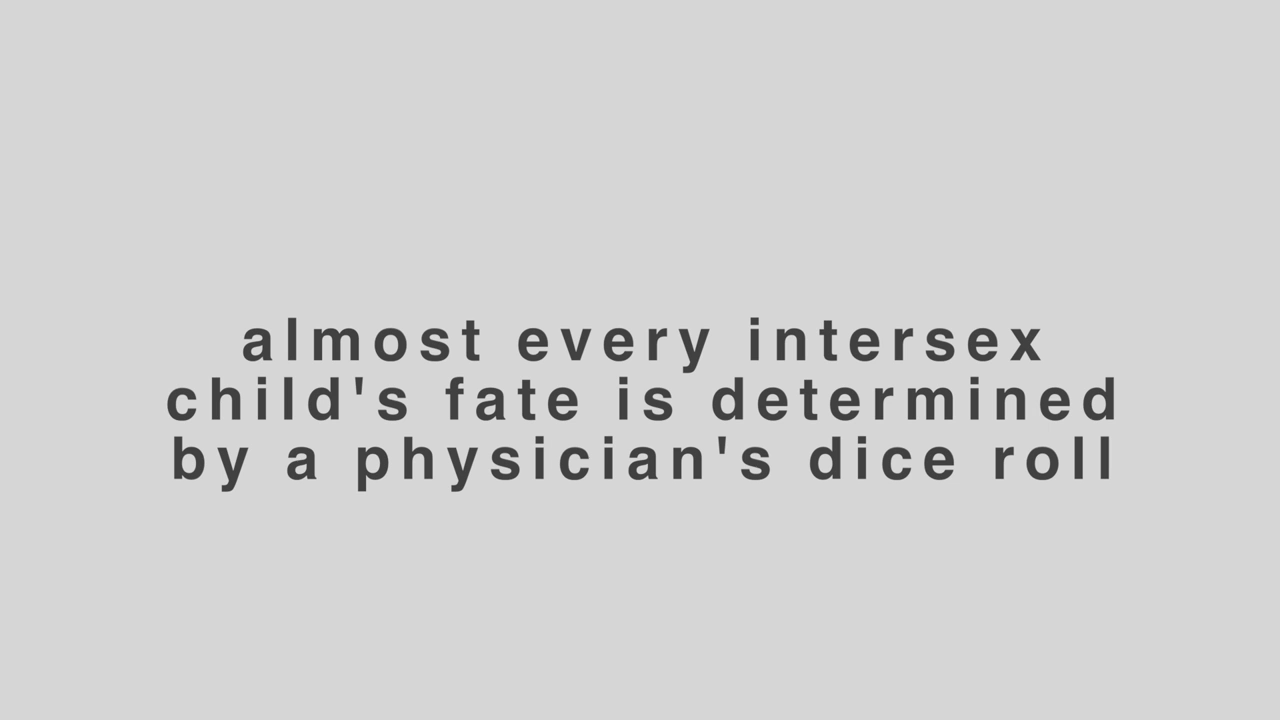 almost every intersex
child's fate is determined
by a physician's dice roll